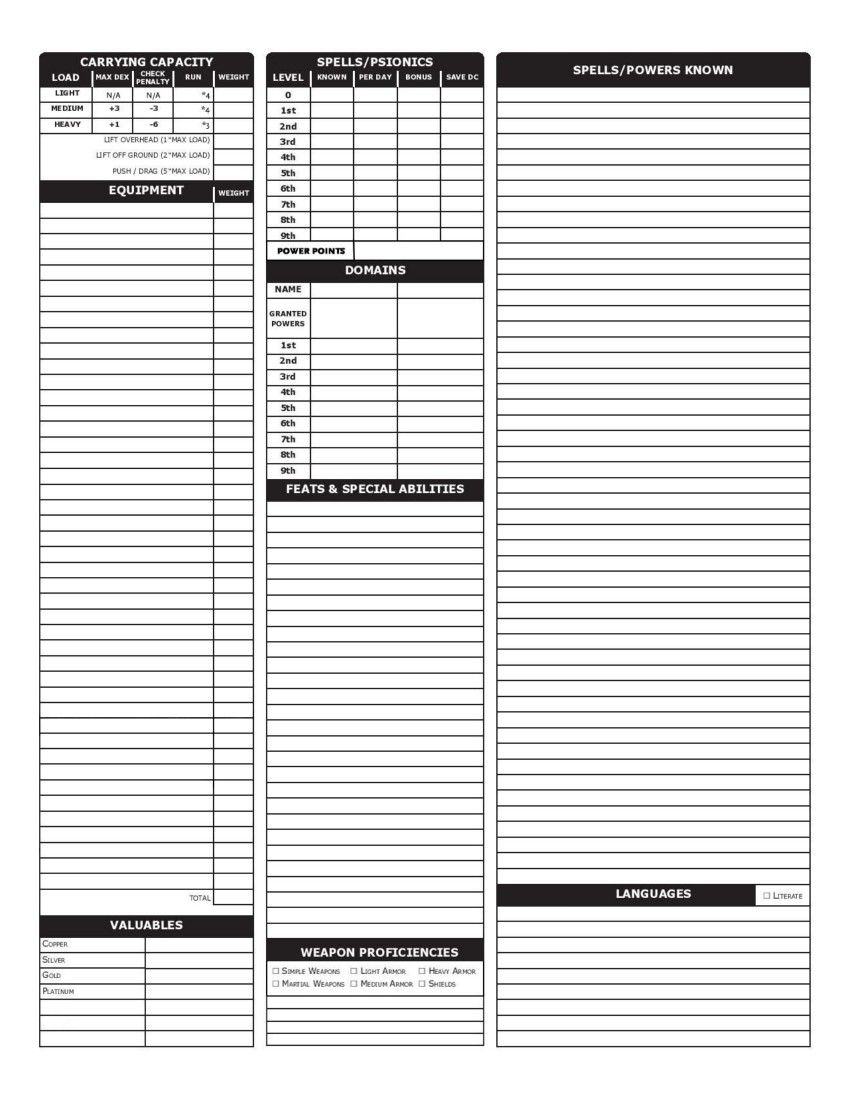 CARRYING CAPACITY
LOAD MAX DEX CHECK PENALTY RUN WEIGHT
LIGHT N/A N/A *4
MEDIUM +3 -3 *4
HEAVY +1 -6 *3
LIFT OVERHEAD (1*MAX LOAD)
LIFT OFF GROUND (2*MAX LOAD)
PUSH / DRAG (5*MAX LOAD)
EQUIPMENT WEIGHT
TOTAL
VALUABLES
COPPER
SILVER
GOLD
PLATINUM
SPELLS/PSIONICS
LEVEL KNOWN PER DAY BONUS SAVE DC
0
1st
2nd
3rd
4th
5th
6th
7th
8th
9th
POWER POINTS
DOMAINS
NAME
GRANTED
POWERS
1st
2nd
3rd
4th
5th
6th
7th
8th
9th
FEATS & SPECIAL ABILITIES
WEAPON PROFICIENCIES
☐ SIMPLE WEAPONS ☐ LIGHT ARMOR ☐ HEAVY ARMOR
☐ MARTIAL WEAPONS ☐ MEDIUM ARMOR ☐ SHIELDS
SPELLS/POWERS KNOWN
LANGUAGES ☐ LITERATE